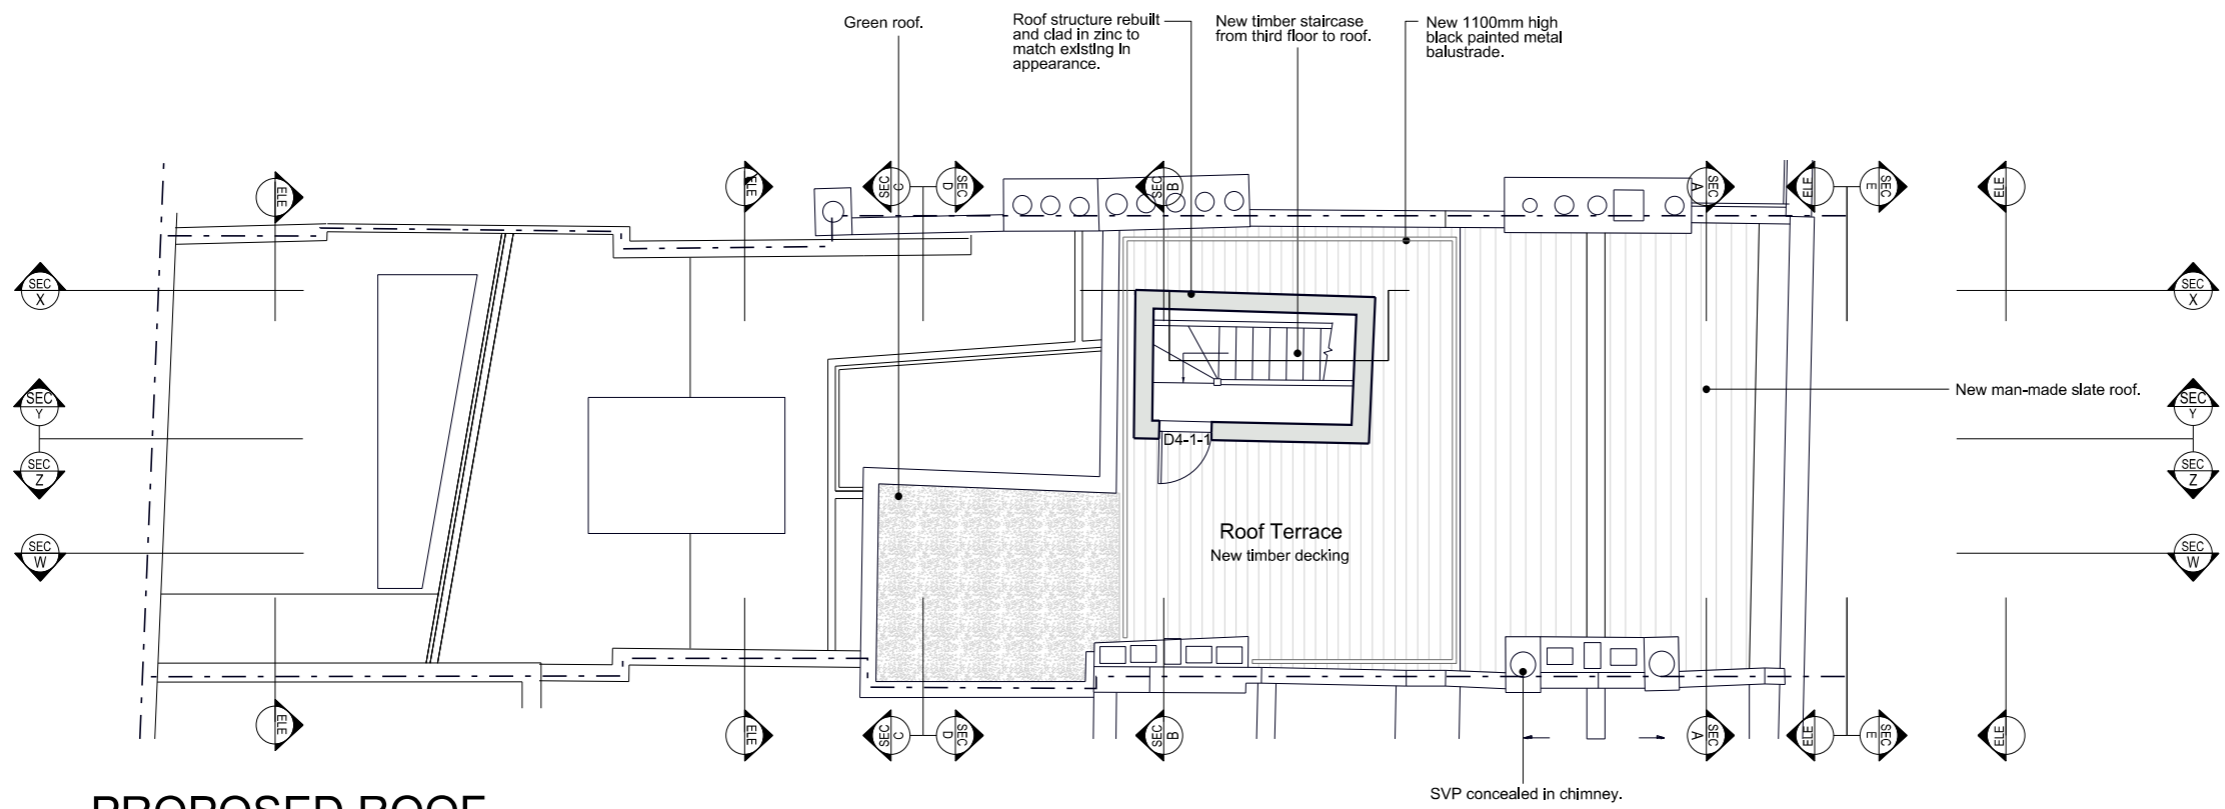 Green roof.
Roof structure rebuilt
and clad in zinc to
match existing in
appearance.
New timber staircase
from third floor to roof.
New 1100mm high
black painted metal
balustrade.
ELE
ELE
SEC
C
SEC
D
SEC
B
SEC
A
ELE
SEC
E
ELE
SEC
X
SEC
X
SEC
Y
New man-made slate roof.
SEC
Y
D4-1-1
SEC
Z
SEC
Z
Roof Terrace
New timber decking
SEC
W
SEC
W
ELE
ELE
SEC
C
SEC
D
SEC
B
SEC
A
ELE
SEC
E
ELE
SVP concealed in chimney.
PROPOSED ROOF